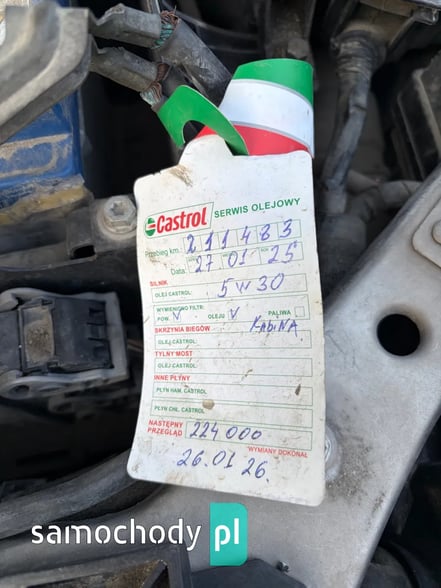 Castrol SERWIS OLEJOWY
Przebieg km.: 211483
Data: 27 01 25
SILNIK
OLEJ CASTROL: 5w30
WYMIENIONO FILTR:
POW. V OLEJU V PALIWA
KABINA
SKRZYNIA BIEGÓW
OLEJ CASTROL:
TYLNY MOST
OLEJ CASTROL:
INNE PŁYNY
PŁYN HAM. CASTROL
PŁYN CHŁ. CASTROL
NASTĘPNY
PRZEGLĄD 224 000
WYMIANY DOKONAŁ
26.01 26.
samochody pl